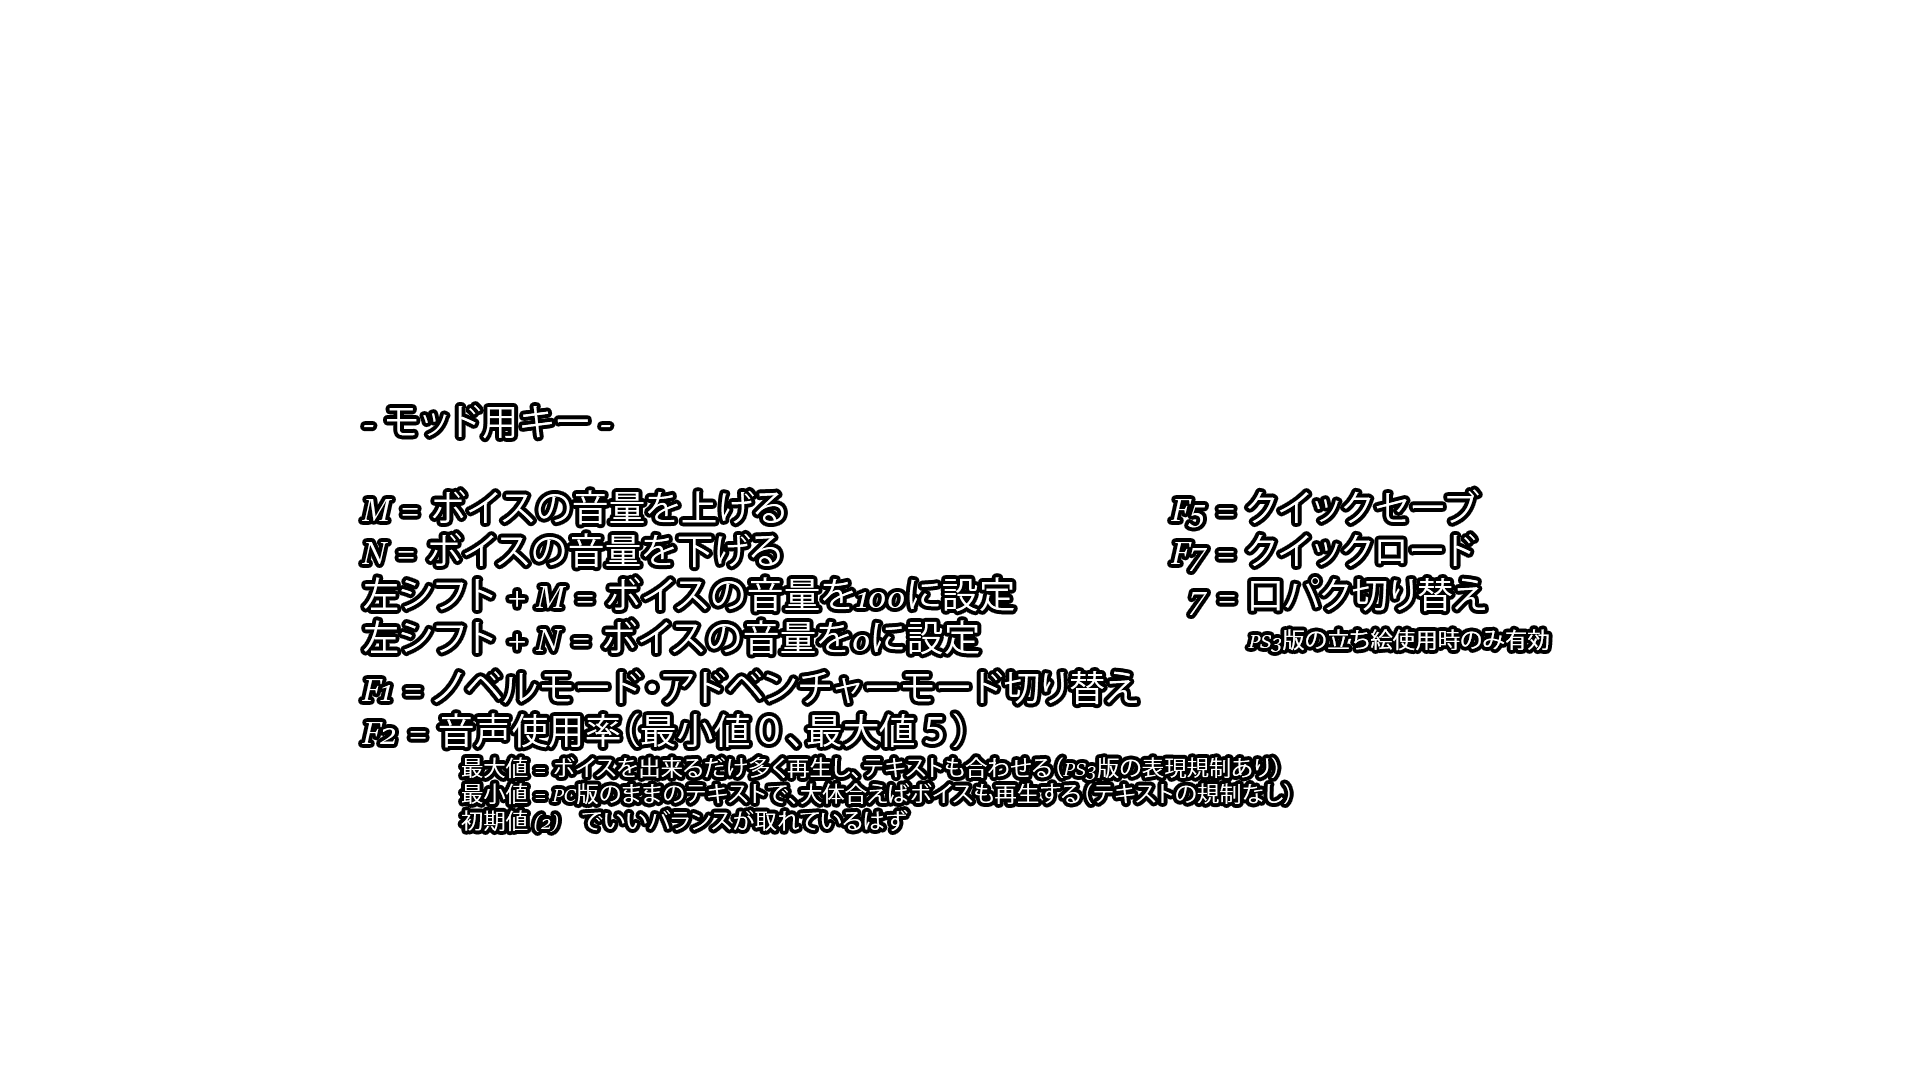 - モッド用キー -
M = ボイスの音量を上げる
N = ボイスの音量を下げる
左シフト + M = ボイスの音量を100に設定
左シフト + N = ボイスの音量を0に設定
F1 = ノベルモード・アドベンチャーモード切り替え
F2 = 音声使用率（最小値０、最大値５）
最大値 = ボイスを出来るだけ多く再生し、テキストも合わせる（PS3版の表現規制あり）
最小値 = PC版のままのテキストで、大体合えばボイスも再生する（テキストの規制なし）
初期値(2)　でいいバランスが取れているはず
F5 = クイックセーブ
F7 = クイックロード
7 = 口パク切り替え
PS3版の立ち絵使用時のみ有効